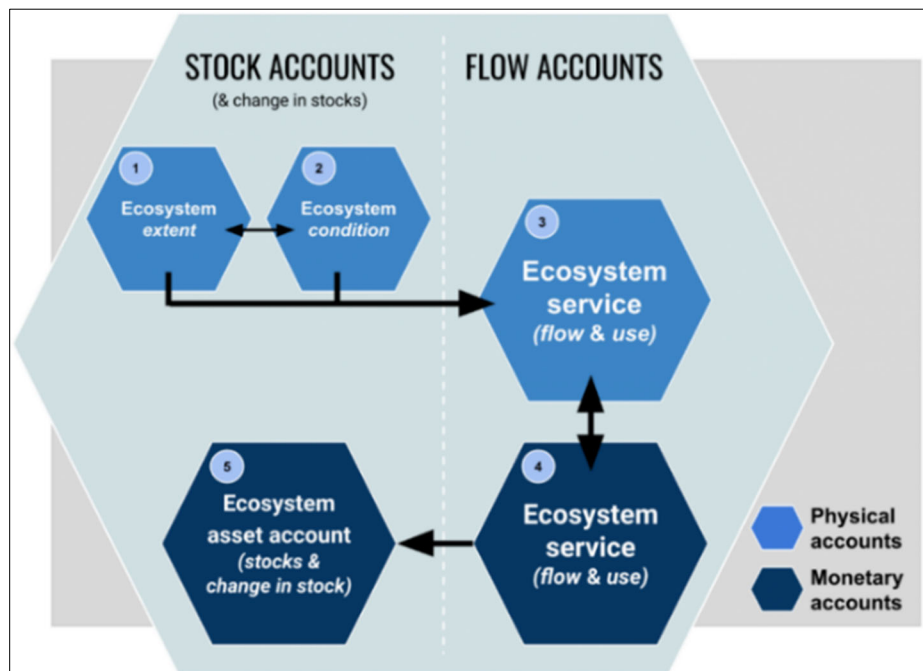 STOCK ACCOUNTS
(& change in stocks)
FLOW ACCOUNTS
1
Ecosystem
extent
2
Ecosystem
condition
3
Ecosystem
service
(flow & use)
5
Ecosystem
asset account
(stocks &
change in stock)
4
Ecosystem
service
(flow & use)
Physical
accounts
Monetary
accounts